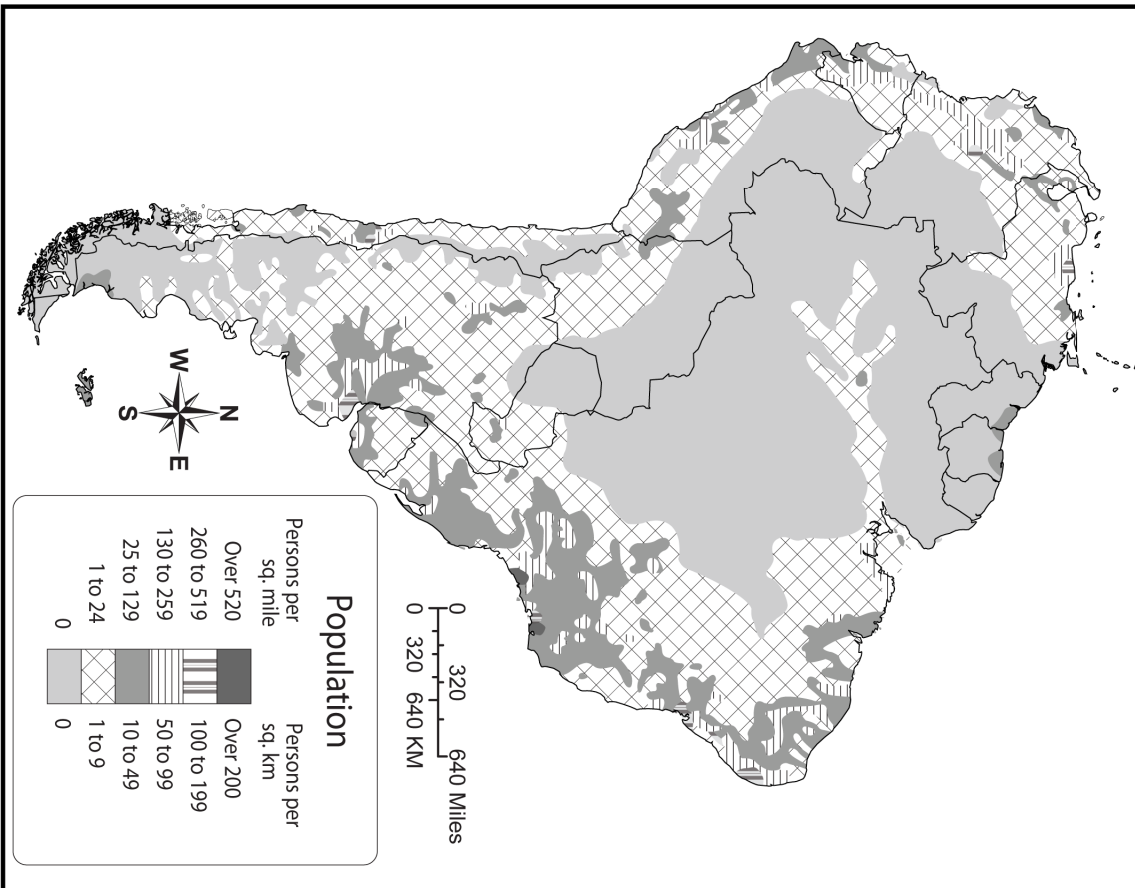 0 320 640 Miles
0 320 640 KM
N
W E
S
Population
Persons per Persons per
sq. mile sq. km
Over 520 Over 200
260 to 519 100 to 199
130 to 259 50 to 99
25 to 129 10 to 49
1 to 24 1 to 9
0 0